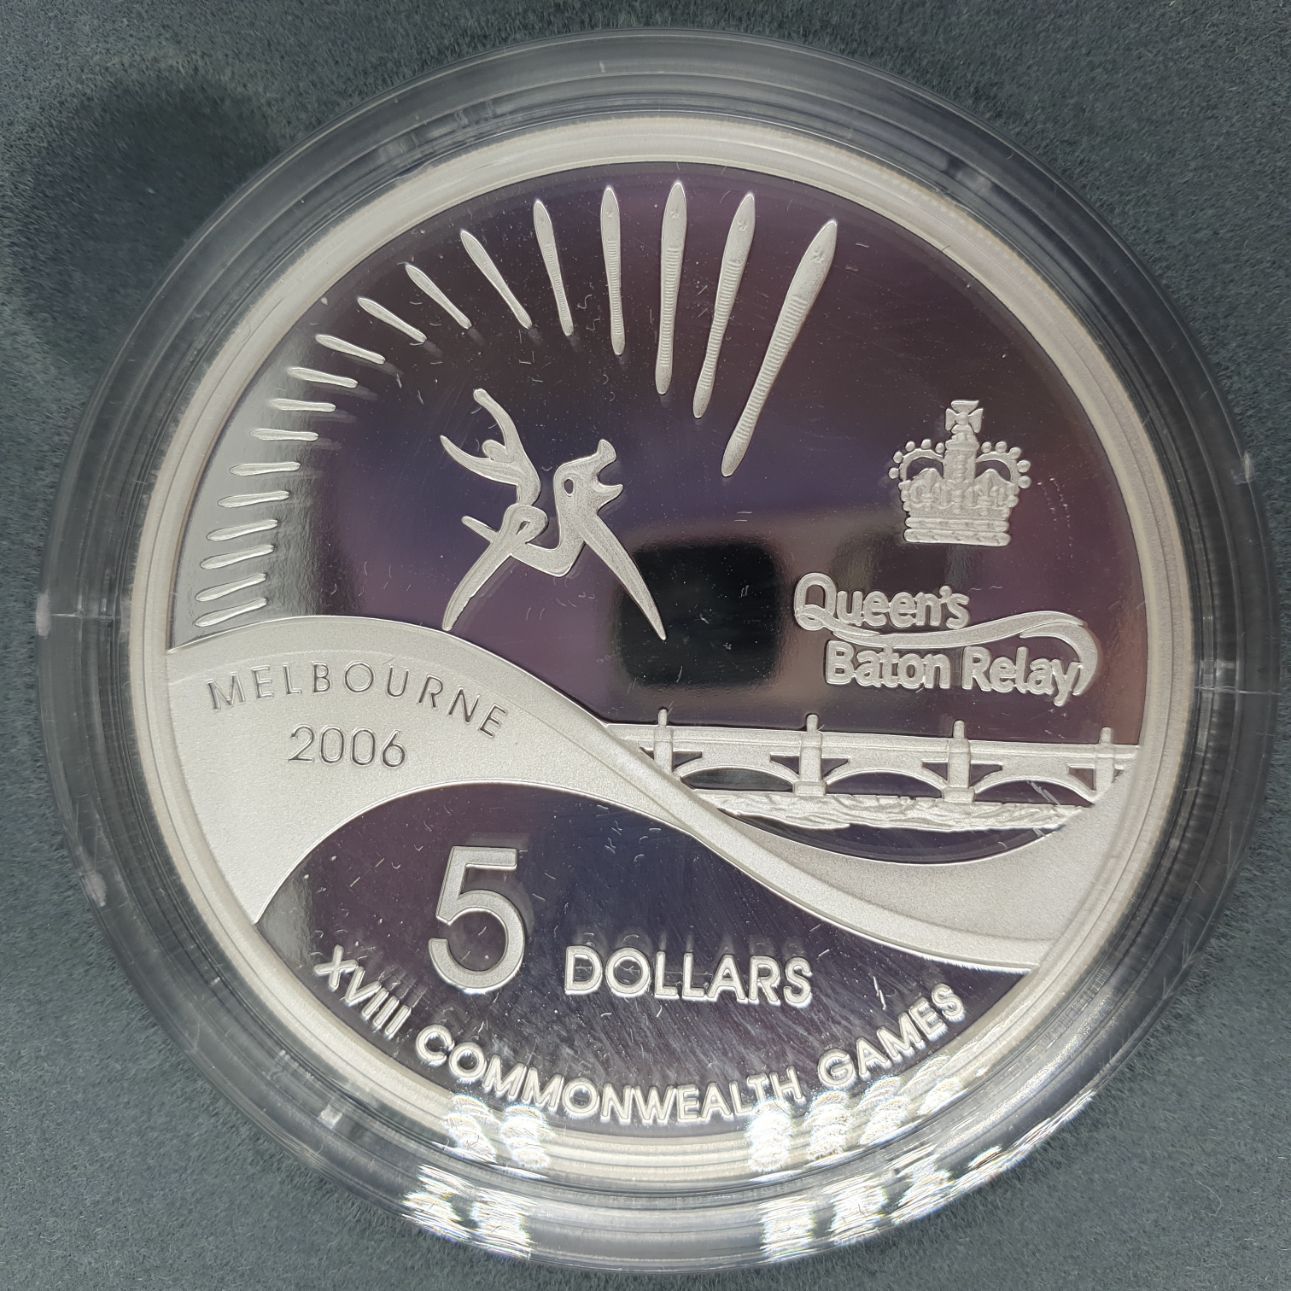 Queen's
Baton Relay
MELBOURNE
2006
5 DOLLARS
XVIII COMMONWEALTH GAMES